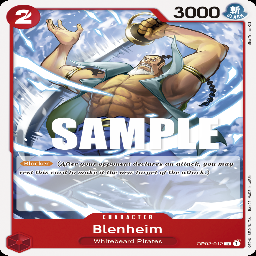 2
3000
斬
SAMPLE
Blocker (After your opponent declares an attack, you may
rest this card to make it the new target of the attack.)
CHARACTER
Blenheim
Whitebeard Pirates